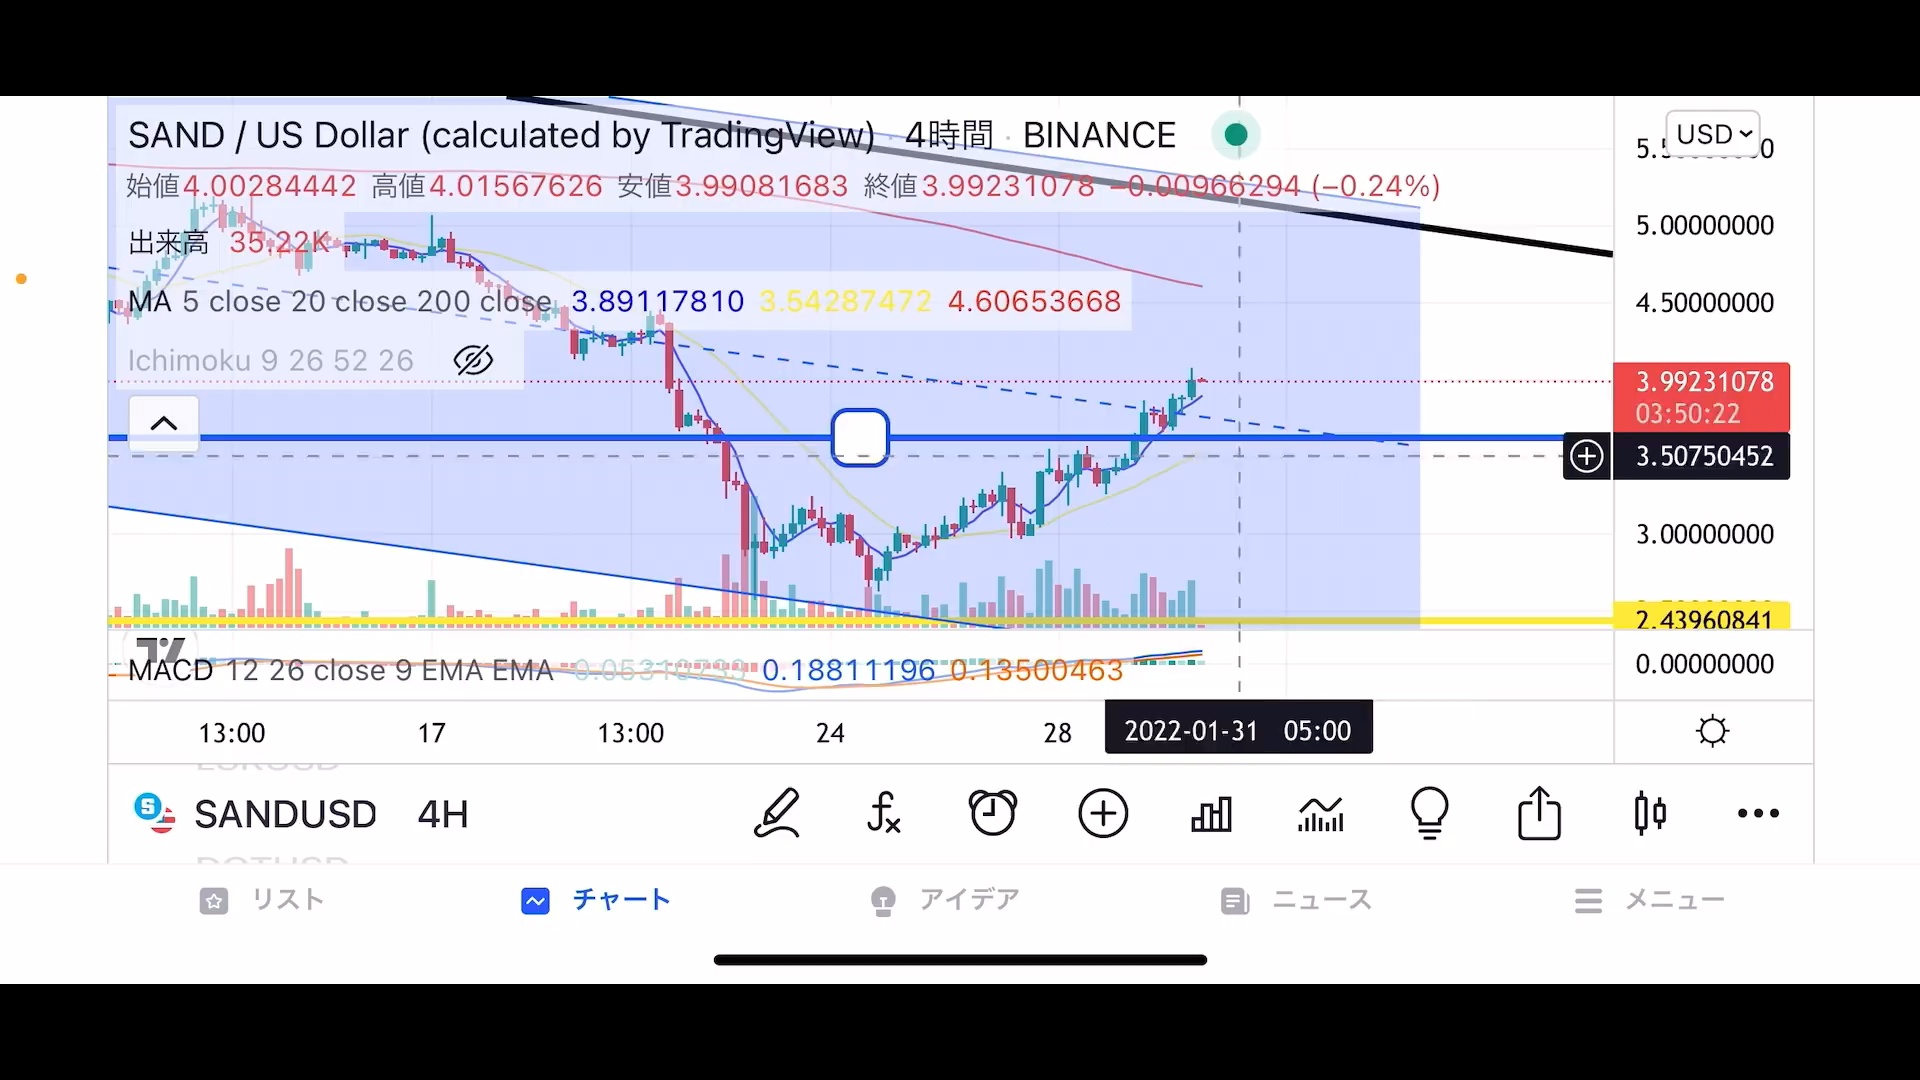 SAND / US Dollar (calculated by TradingView) · 4時間 · BINANCE
USD
始値4.00284442 高値4.01567626 安値3.99081683 終値3.99231078 −0.00966294 (−0.24%)
出来高 35.22K
5.00000000
MA 5 close 20 close 200 close 3.89117810 3.54287472 4.60653668
4.50000000
Ichimoku 9 26 52 26
3.99231078
03:50:22
3.50750452
3.00000000
2.43960841
MACD 12 26 close 9 EMA EMA 0.18811196 0.13500463
0.00000000
13:00 17 13:00 24 28 2022-01-31 05:00
SANDUSD 4H
リスト チャート アイデア ニュース メニュー